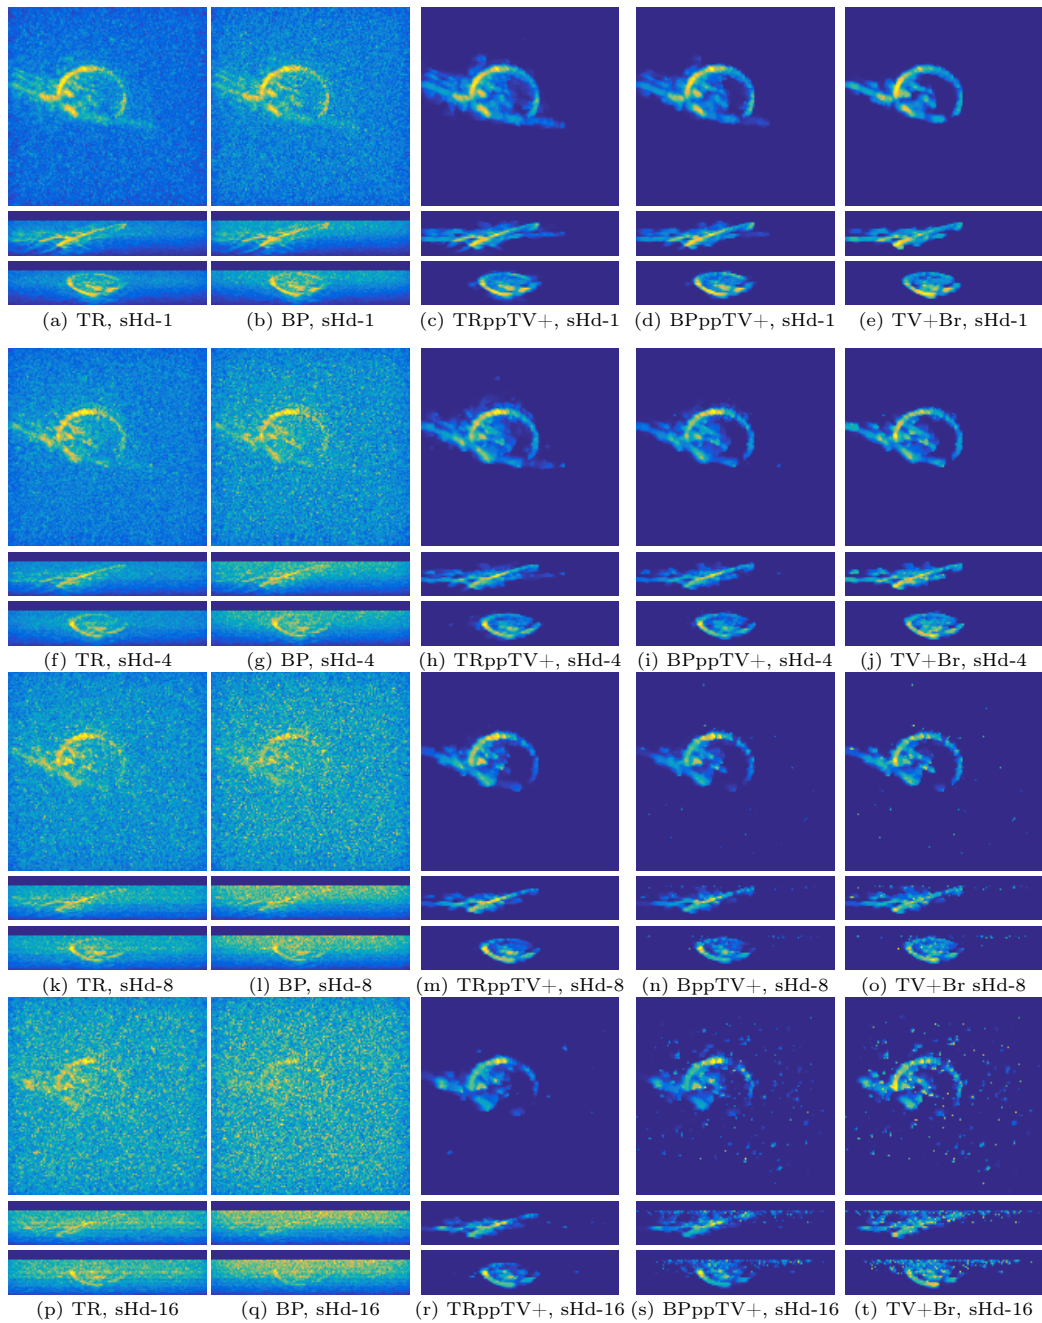 (a) TR, sHd-1 (b) BP, sHd-1 (c) TRppTV+, sHd-1 (d) BPppTV+, sHd-1 (e) TV+Br, sHd-1
(f) TR, sHd-4 (g) BP, sHd-4 (h) TRppTV+, sHd-4 (i) BPppTV+, sHd-4 (j) TV+Br, sHd-4
(k) TR, sHd-8 (l) BP, sHd-8 (m) TRppTV+, sHd-8 (n) BppTV+, sHd-8 (o) TV+Br sHd-8
(p) TR, sHd-16 (q) BP, sHd-16 (r) TRppTV+, sHd-16 (s) BPppTV+, sHd-16 (t) TV+Br, sHd-16